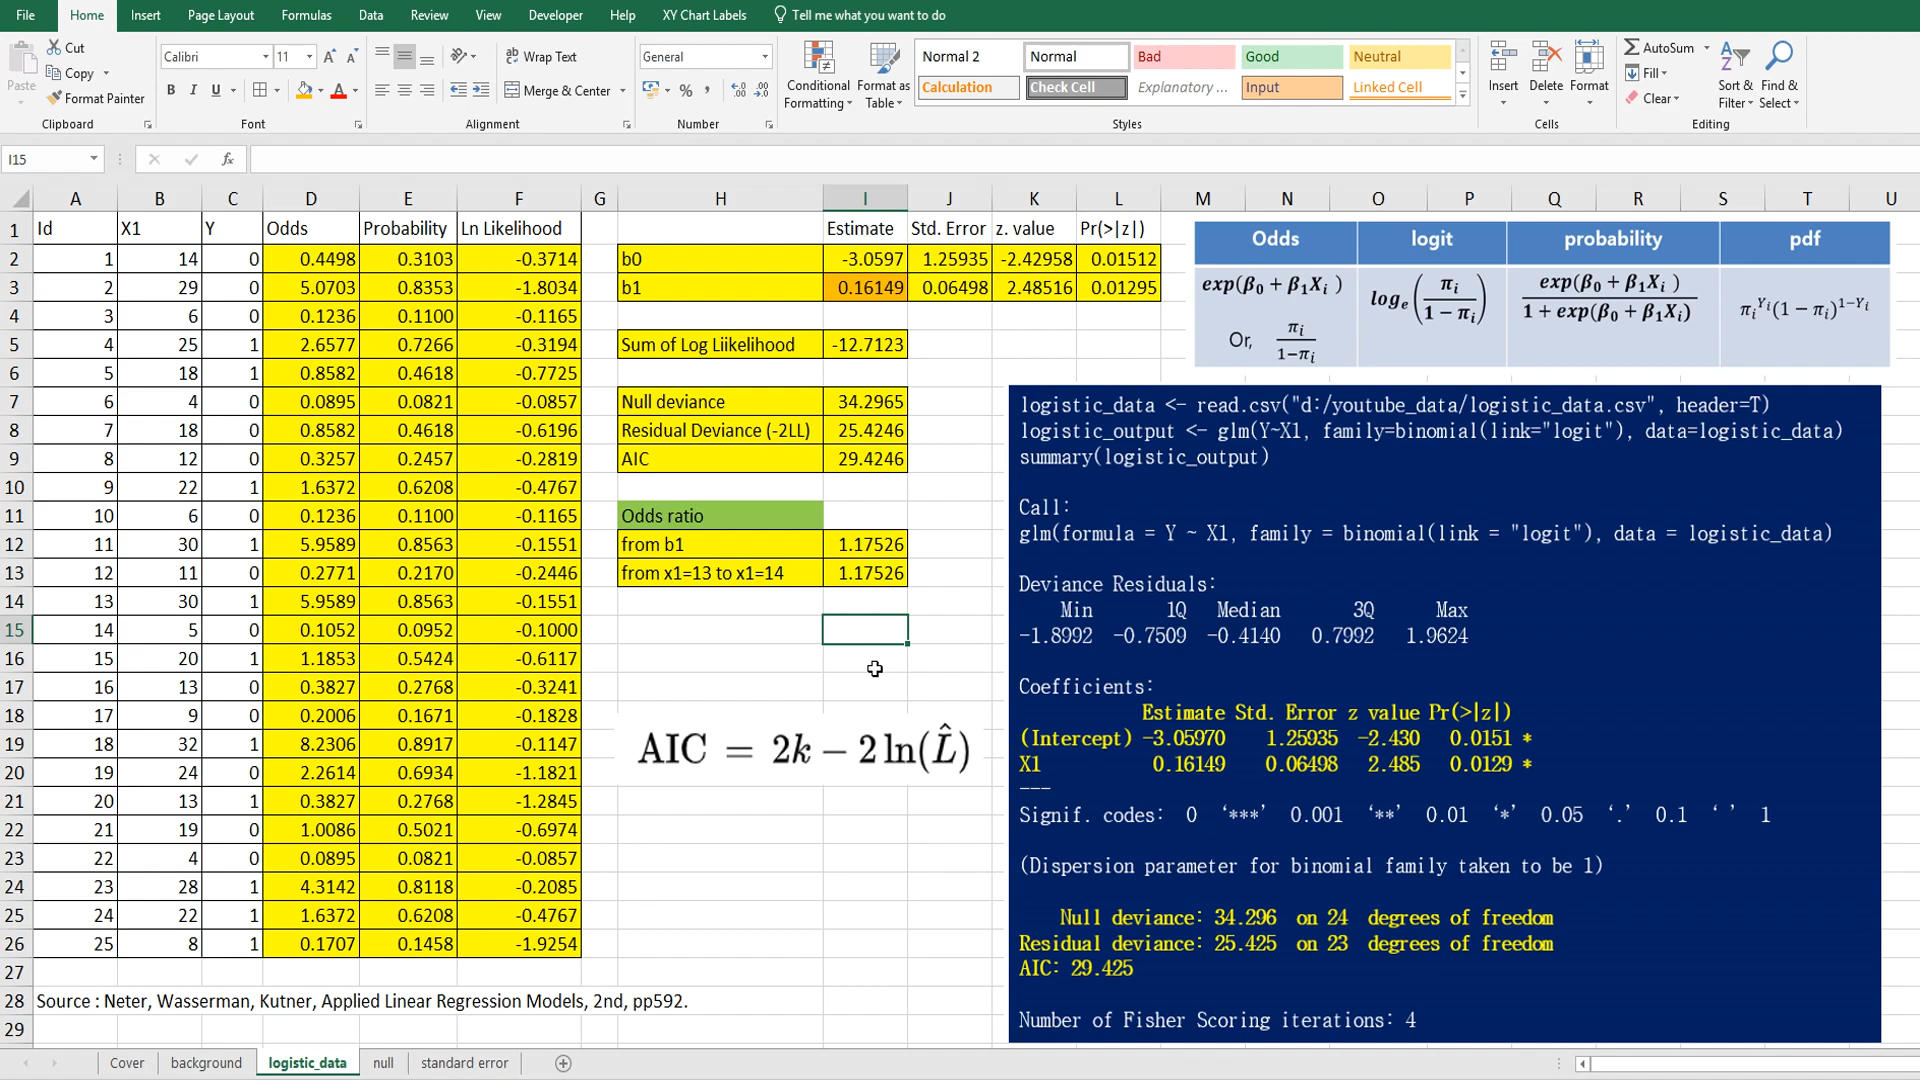 File Home Insert Page Layout Formulas Data Review View Developer Help XY Chart Labels Tell me what you want to do
Paste Cut Copy Format Painter
Calibri 11
B I U
Wrap Text
Merge & Center
General
% ,
Conditional Formatting
Format as Table
Normal 2 Normal Bad Good Neutral
Calculation Check Cell Explanatory ... Input Linked Cell
Insert Delete Format
AutoSum
Fill
Clear
Sort & Filter
Find & Select
Clipboard Font Alignment Number Styles Cells Editing
I15 fx
A B C D E F G H I J K L M N O P Q R S T U
1 Id X1 Y Odds Probability Ln Likelihood Estimate Std. Error z. value Pr(>|z|)
2 1 14 0 0.4498 0.3103 -0.3714 b0 -3.0597 1.25935 -2.42958 0.01512
3 2 29 0 5.0703 0.8353 -1.8034 b1 0.16149 0.06498 2.48516 0.01295
4 3 6 0 0.1236 0.1100 -0.1165
5 4 25 1 2.6577 0.7266 -0.3194 Sum of Log Liikelihood -12.7123
6 5 18 1 0.8582 0.4618 -0.7725
7 6 4 0 0.0895 0.0821 -0.0857 Null deviance 34.2965
8 7 18 0 0.8582 0.4618 -0.6196 Residual Deviance (-2LL) 25.4246
9 8 12 0 0.3257 0.2457 -0.2819 AIC 29.4246
10 9 22 1 1.6372 0.6208 -0.4767
11 10 6 0 0.1236 0.1100 -0.1165 Odds ratio
12 11 30 1 5.9589 0.8563 -0.1551 from b1 1.17526
13 12 11 0 0.2771 0.2170 -0.2446 from x1=13 to x1=14 1.17526
14 13 30 1 5.9589 0.8563 -0.1551
15 14 5 0 0.1052 0.0952 -0.1000
16 15 20 1 1.1853 0.5424 -0.6117
17 16 13 0 0.3827 0.2768 -0.3241
18 17 9 0 0.2006 0.1671 -0.1828
19 18 32 1 8.2306 0.8917 -0.1147
20 19 24 0 2.2614 0.6934 -1.1821
21 20 13 1 0.3827 0.2768 -1.2845
22 21 19 0 1.0086 0.5021 -0.6974
23 22 4 0 0.0895 0.0821 -0.0857
24 23 28 1 4.3142 0.8118 -0.2085
25 24 22 1 1.6372 0.6208 -0.4767
26 25 8 1 0.1707 0.1458 -1.9254
27
28 Source : Neter, Wasserman, Kutner, Applied Linear Regression Models, 2nd, pp592.
29
AIC = 2k − 2 ln(L̂)
Odds logit probability pdf
exp(β₀ + β₁Xᵢ) Or, πᵢ/(1−πᵢ)
logₑ(πᵢ/(1 − πᵢ))
exp(β₀ + β₁Xᵢ)/(1 + exp(β₀ + β₁Xᵢ))
πᵢ^Yᵢ(1 − πᵢ)^(1−Yᵢ)
logistic_data <- read.csv("d:/youtube_data/logistic_data.csv", header=T)
logistic_output <- glm(Y~X1, family=binomial(link="logit"), data=logistic_data)
summary(logistic_output)
Call:
glm(formula = Y ~ X1, family = binomial(link = "logit"), data = logistic_data)
Deviance Residuals:
Min 1Q Median 3Q Max
-1.8992 -0.7509 -0.4140 0.7992 1.9624
Coefficients:
Estimate Std. Error z value Pr(>|z|)
(Intercept) -3.05970 1.25935 -2.430 0.0151 *
X1 0.16149 0.06498 2.485 0.0129 *
---
Signif. codes: 0 ‘***’ 0.001 ‘**’ 0.01 ‘*’ 0.05 ‘.’ 0.1 ‘ ’ 1
(Dispersion parameter for binomial family taken to be 1)
Null deviance: 34.296 on 24 degrees of freedom
Residual deviance: 25.425 on 23 degrees of freedom
AIC: 29.425
Number of Fisher Scoring iterations: 4
Cover background logistic_data null standard error